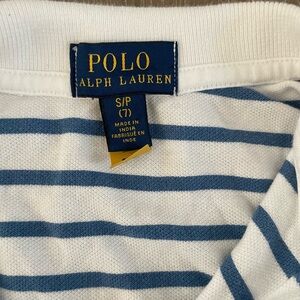 POLO
RALPH LAUREN
S/P
(7)
MADE IN
INDIA
FABRIQUÉ EN
INDE